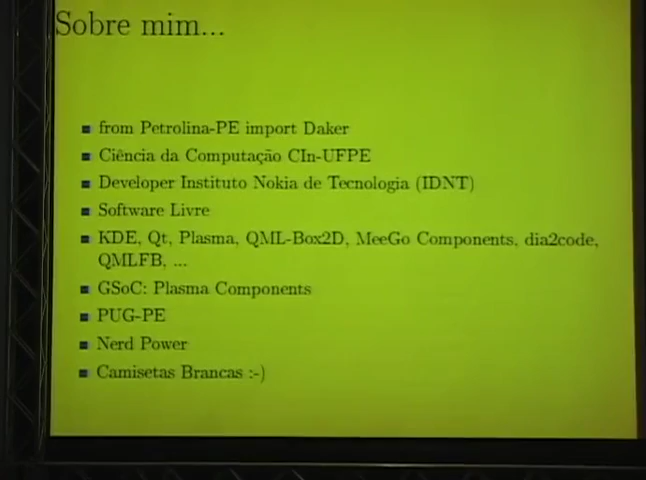 Sobre mim...
from Petrolina-PE import Daker
Ciência da Computação CIn-UFPE
Developer Instituto Nokia de Tecnologia (IDNT)
Software Livre
KDE, Qt, Plasma, QML-Box2D, MeeGo Components, dia2code,
QMLFB, ...
GSoC: Plasma Components
PUG-PE
Nerd Power
Camisetas Brancas :-)